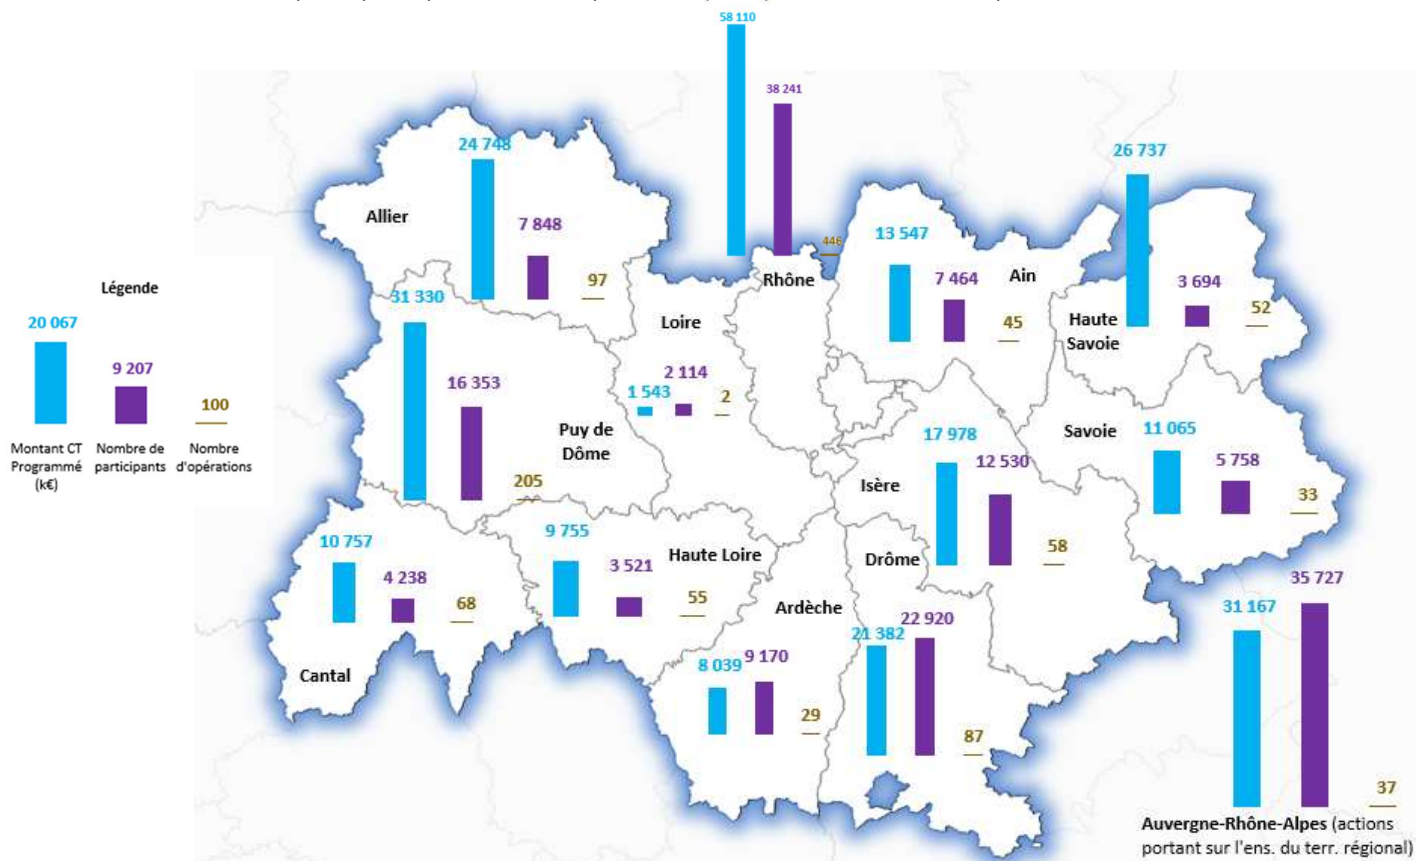 58 110
38 241
446
Rhône
24 748
Allier
7 848
97
13 547
7 464
Ain
45
26 737
3 694
52
Haute
Savoie
Légende
20 067
9 207
100
Montant CT
Programmé
(k€)
Nombre de
participants
Nombre
d'opérations
31 330
16 353
Puy de
Dôme
205
Loire
1 543
2 114
2
17 978
12 530
Isère
58
Savoie
11 065
5 758
33
10 757
4 238
68
Cantal
9 755
3 521
Haute Loire
55
Ardèche
8 039
9 170
29
Drôme
21 382
22 920
87
31 167
35 727
37
Auvergne-Rhône-Alpes (actions
portant sur l'ens. du terr. régional)